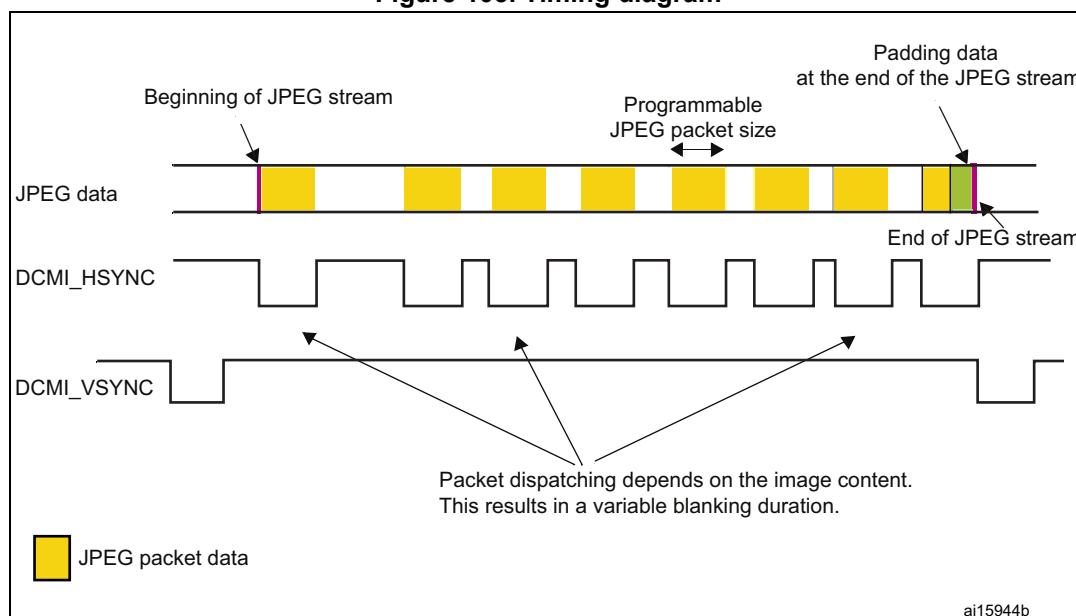 Padding data
at the end of the JPEG stream
Beginning of JPEG stream
Programmable
JPEG packet size
JPEG data
End of JPEG stream
DCMI_HSYNC
DCMI_VSYNC
Packet dispatching depends on the image content.
This results in a variable blanking duration.
JPEG packet data
ai15944b